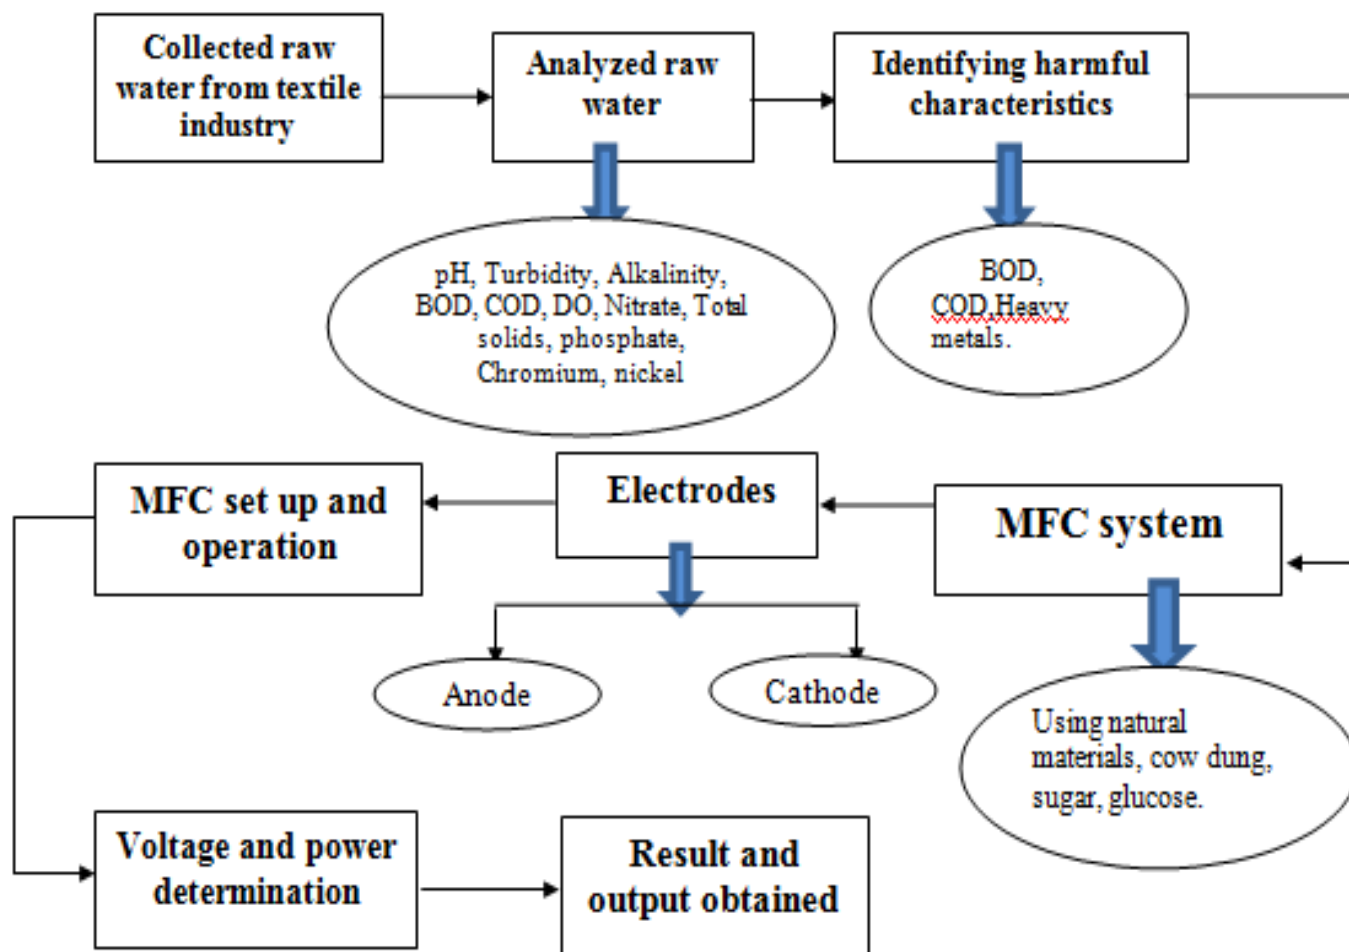 Collected raw
water from textile
industry
Analyzed raw
water
Identifying harmful
characteristics
pH, Turbidity, Alkalinity,
BOD, COD, DO, Nitrate, Total
solids, phosphate,
Chromium, nickel
BOD,
COD,Heavy
metals.
MFC system
Using natural
materials, cow dung,
sugar, glucose.
Electrodes
Anode
Cathode
MFC set up and
operation
Voltage and power
determination
Result and
output obtained